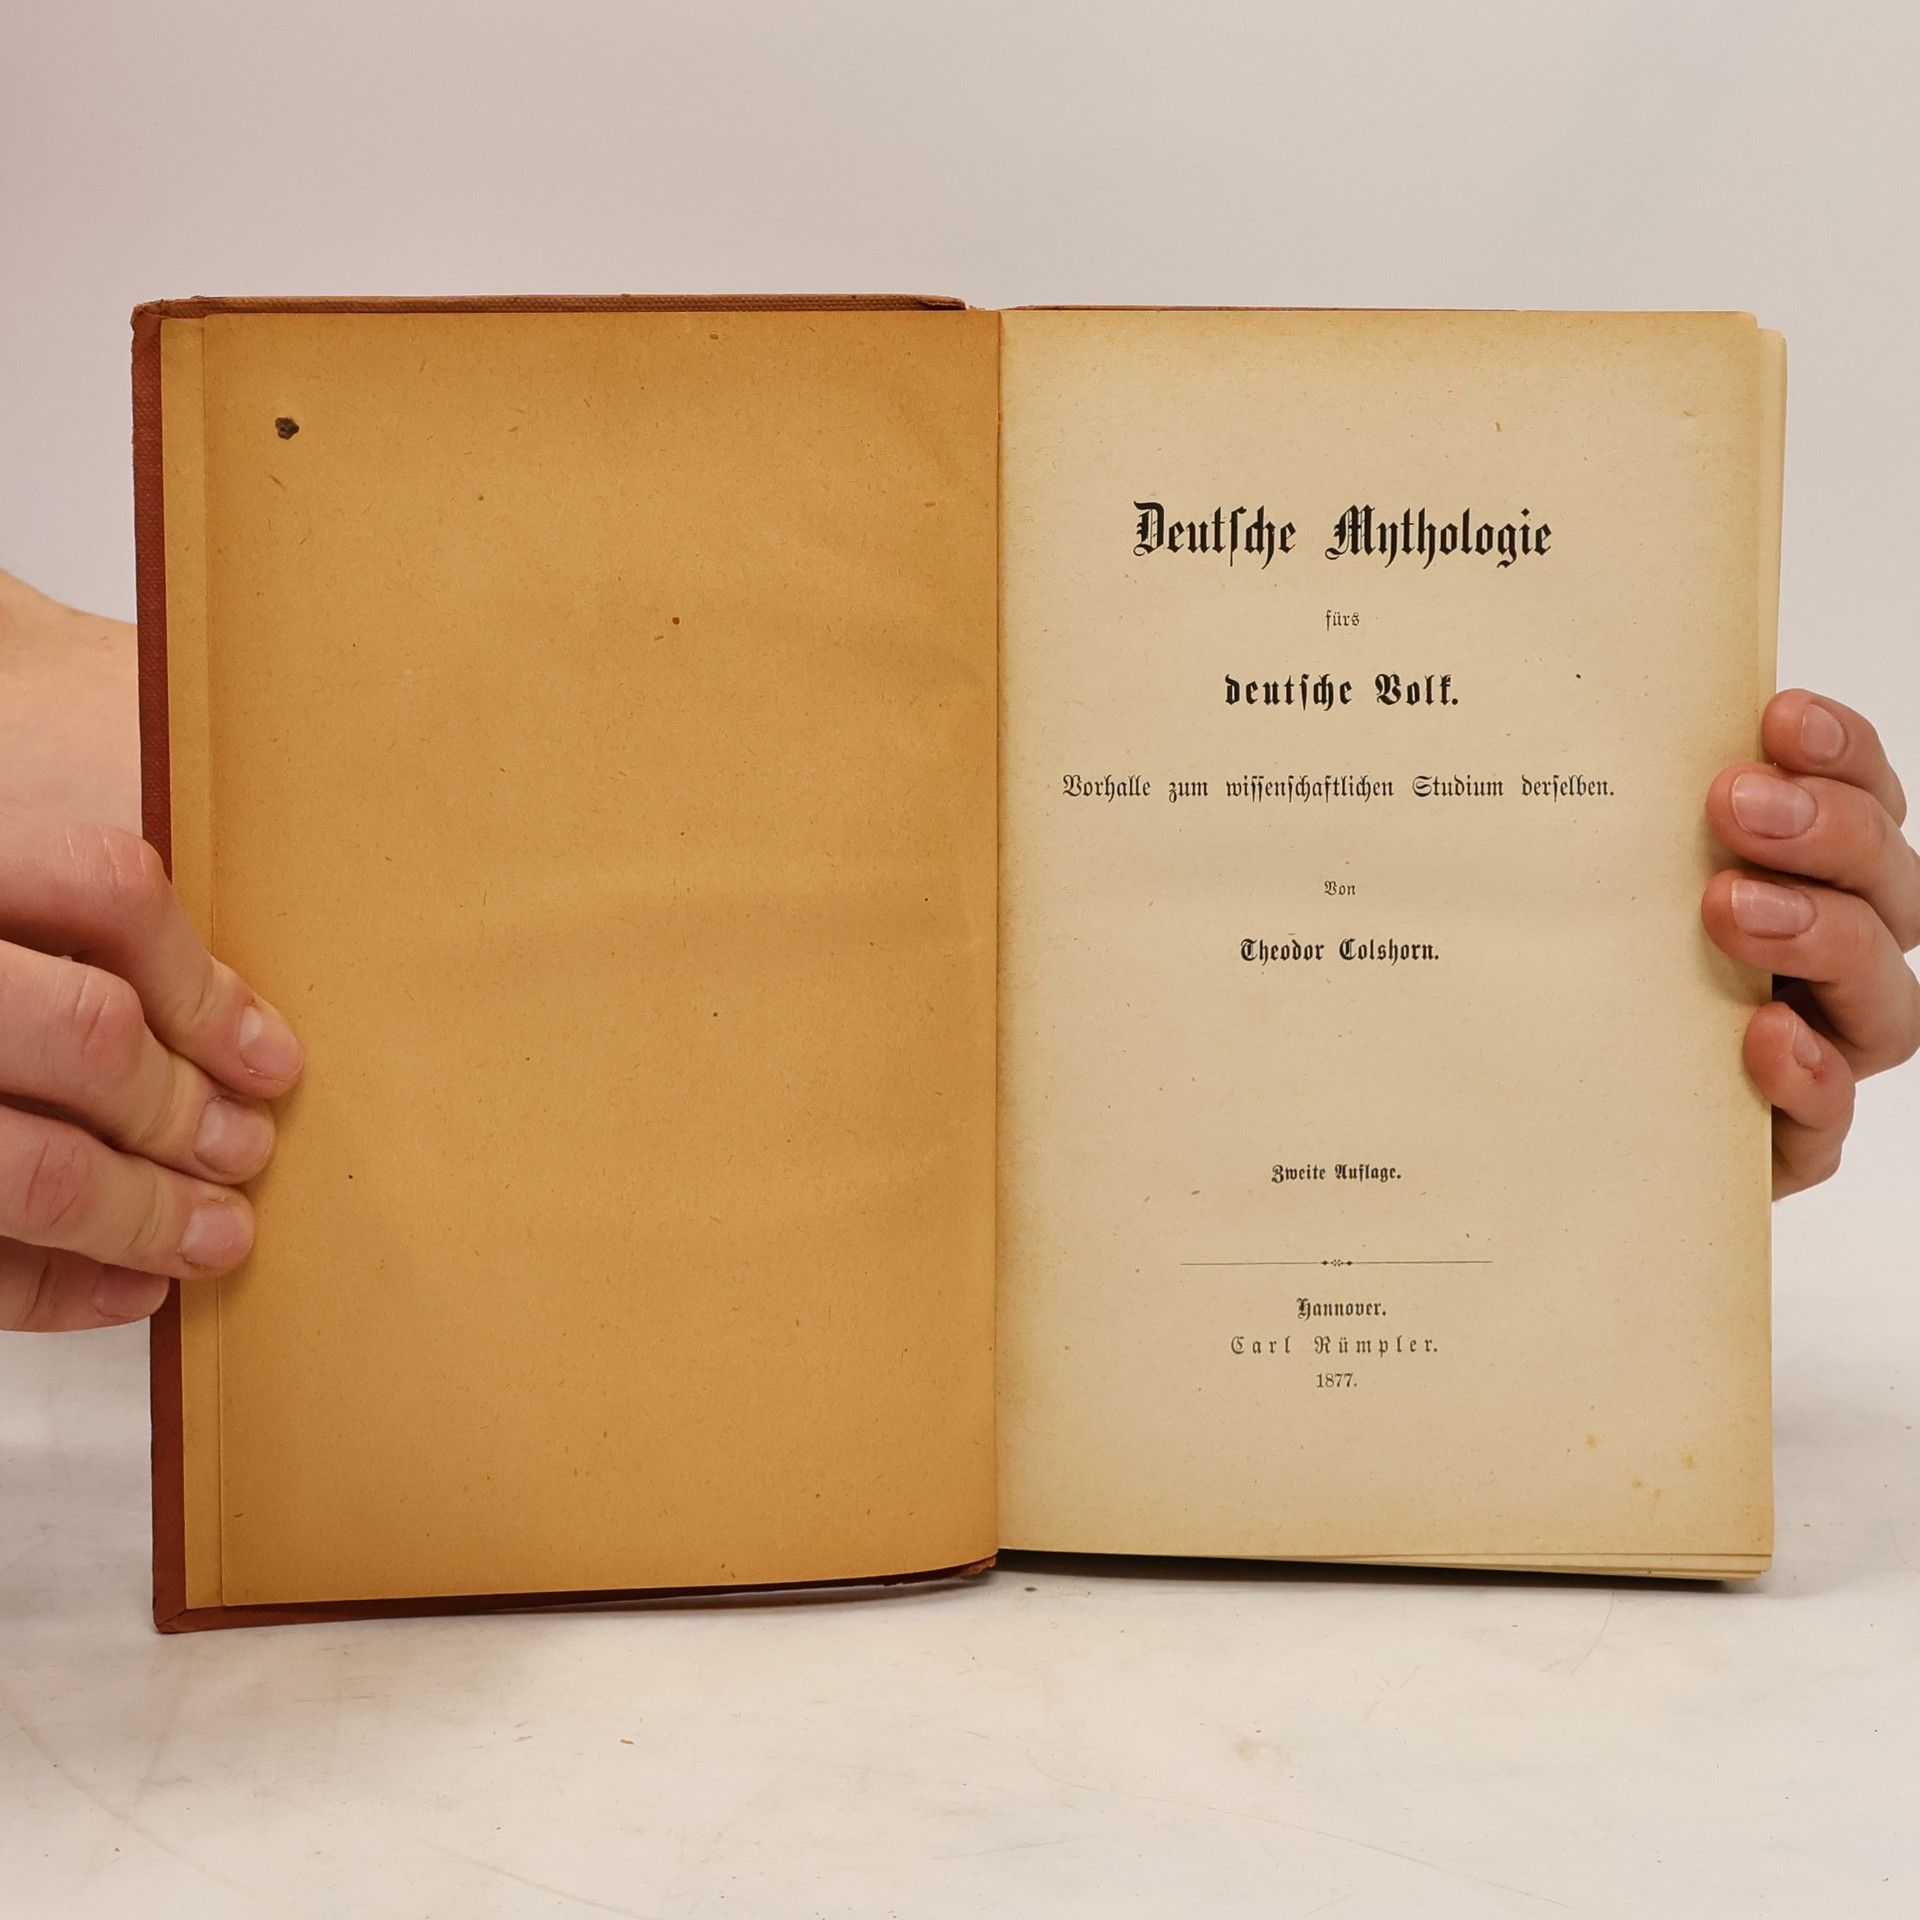 Deutſche Mythologie
fürs
deutſche Volk.
Vorhalle zum wiſſenſchaftlichen Studium derſelben.
Von
Theodor Colshorn.
Zweite Auflage.
Hannover.
Carl Rümpler.
1877.